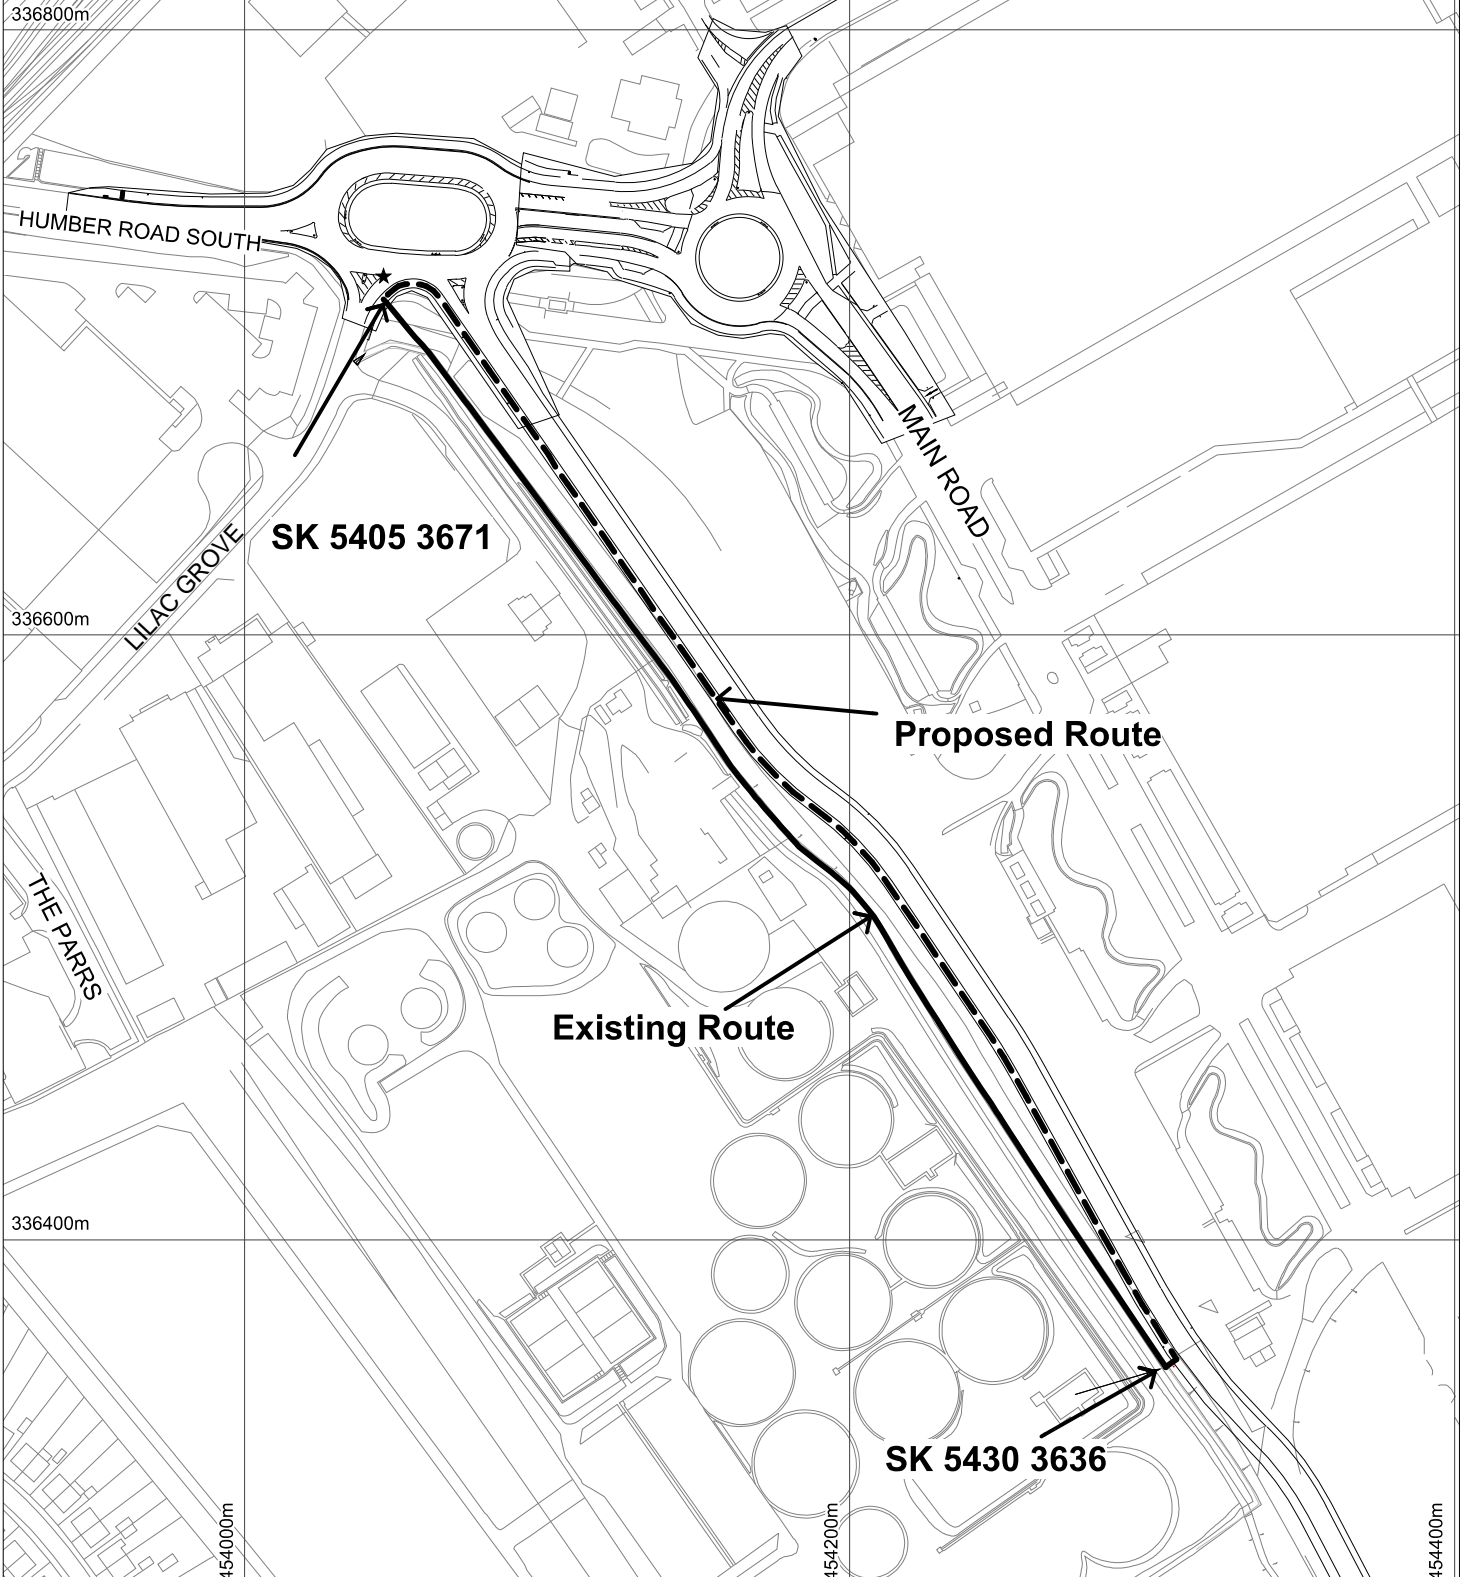 336800m
HUMBER ROAD SOUTH
MAIN ROAD
SK 5405 3671
LILAC GROVE
336600m
Proposed Route
THE PARRS
Existing Route
336400m
SK 5430 3636
454000m
454200m
454400m